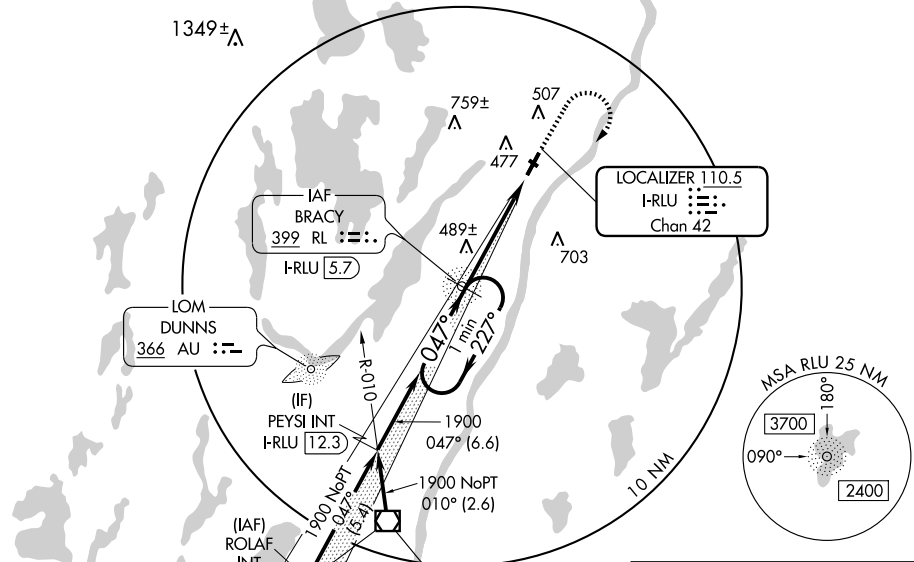 1349±
759±
507
477
LOCALIZER 110.5
I-RLU
Chan 42
IAF
BRACY
399 RL
I-RLU 5.7
489±
703
LOM
DUNNS
366 AU
047°
1 min
227°
R-010
(IF)
PEYSI INT
I-RLU 12.3
1900
047° (6.6)
1900 NoPT
010° (2.6)
1900 NoPT
047°
(5.4)
(IAF)
ROLAF
INT
10 NM
MSA RLU 25 NM
180°
3700
090°
2400